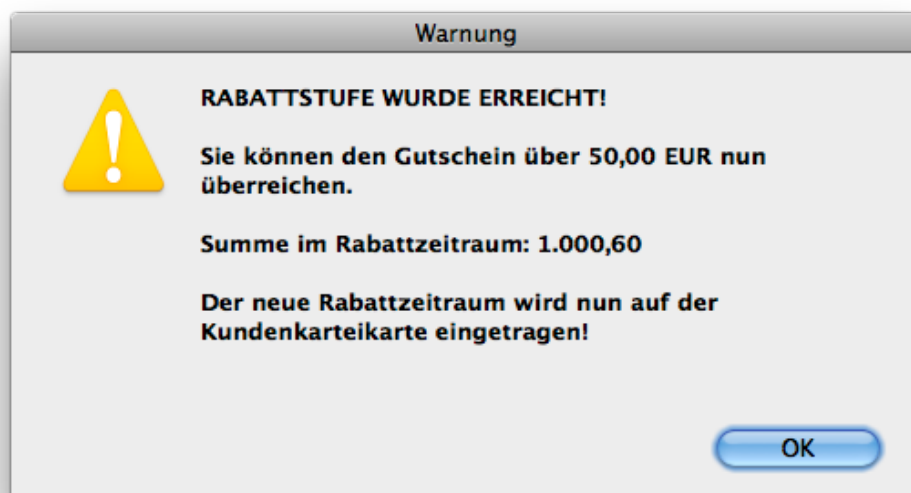 Warnung
RABATTSTUFE WURDE ERREICHT!
Sie können den Gutschein über 50,00 EUR nun
überreichen.
Summe im Rabattzeitraum: 1.000,60
Der neue Rabattzeitraum wird nun auf der
Kundenkarteikarte eingetragen!
OK